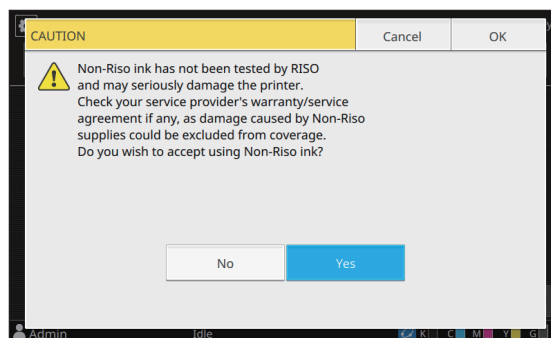 CAUTION
Cancel
OK
Non-Riso ink has not been tested by RISO
and may seriously damage the printer.
Check your service provider's warranty/service
agreement if any, as damage caused by Non-Riso
supplies could be excluded from coverage.
Do you wish to accept using Non-Riso ink?
No
Yes
Admin
Idle
K
C
M
Y
G